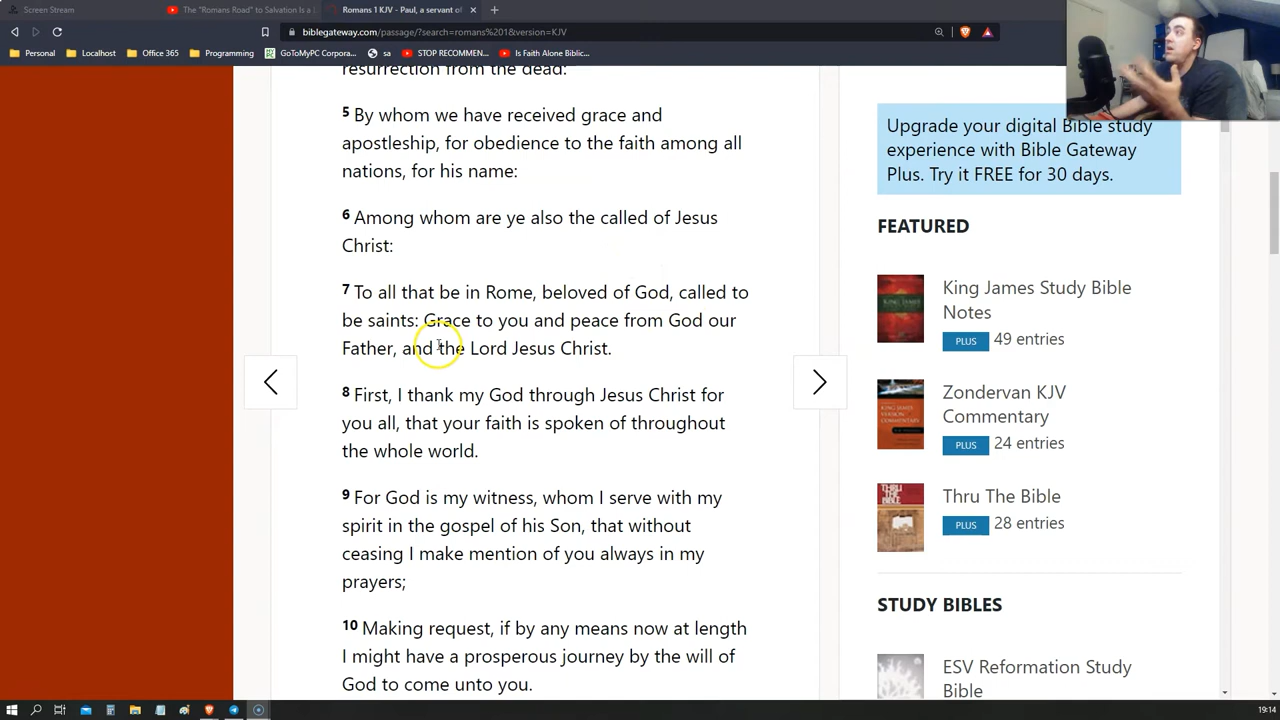 Screen Stream
The "Romans Road" to Salvation Is a L
Romans 1 KJV - Paul, a servant of
biblegateway.com/passage/?search=romans%201&version=KJV
Personal
Localhost
Office 365
Programming
GoToMyPC Corpora...
sa
STOP RECOMMEN...
Is Faith Alone Biblic...
resurrection from the dead:
5 By whom we have received grace and
apostleship, for obedience to the faith among all
nations, for his name:
6 Among whom are ye also the called of Jesus
Christ:
7 To all that be in Rome, beloved of God, called to
be saints: Grace to you and peace from God our
Father, and the Lord Jesus Christ.
8 First, I thank my God through Jesus Christ for
you all, that your faith is spoken of throughout
the whole world.
9 For God is my witness, whom I serve with my
spirit in the gospel of his Son, that without
ceasing I make mention of you always in my
prayers;
10 Making request, if by any means now at length
I might have a prosperous journey by the will of
God to come unto you.
Upgrade your digital Bible study
experience with Bible Gateway
Plus. Try it FREE for 30 days.
FEATURED
King James Study Bible
Notes
PLUS 49 entries
Zondervan KJV
Commentary
PLUS 24 entries
Thru The Bible
PLUS 28 entries
STUDY BIBLES
ESV Reformation Study
Bible
19:14